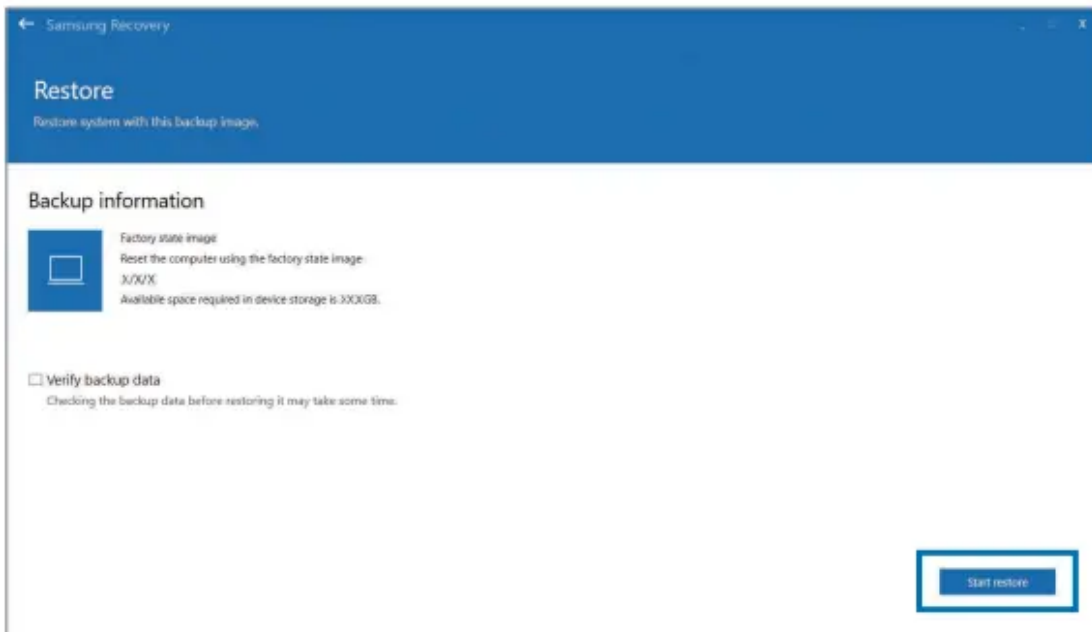 Samsung Recovery
X
Restore
Restore system with this backup image.
Backup information
Factory state image
Reset the computer using the factory state image
X/X/X
Available space required in device storage is XXXGB.
Verify backup data
Checking the backup data before restoring it may take some time.
Start restore